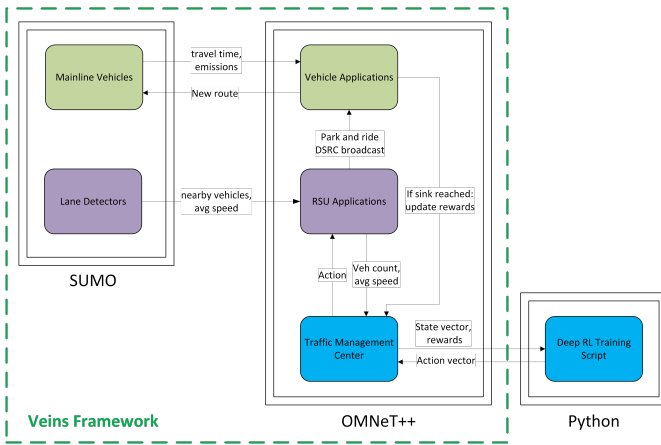 travel time,
emissions
Mainline Vehicles
Vehicle Applications
New route
Park and ride
DSRC broadcast
Lane Detectors
nearby vehicles,
avg speed
RSU Applications
If sink reached:
update rewards
SUMO
Action
Veh count,
avg speed
Traffic Management
Center
State vector,
rewards
Action vector
Deep RL Training
Script
Veins Framework
OMNeT++
Python